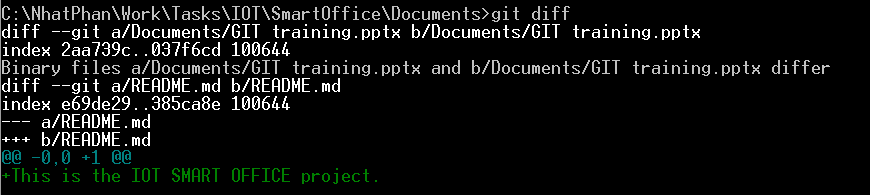 C:\NhatPhan\Work\Tasks\IOT\SmartOffice\Documents>git diff
diff --git a/Documents/GIT training.pptx b/Documents/GIT training.pptx
index 2aa739c..037f6cd 100644
Binary files a/Documents/GIT training.pptx and b/Documents/GIT training.pptx differ
diff --git a/README.md b/README.md
index e69de29..385ca8e 100644
--- a/README.md
+++ b/README.md
@@ -0,0 +1 @@
+This is the IOT SMART OFFICE project.